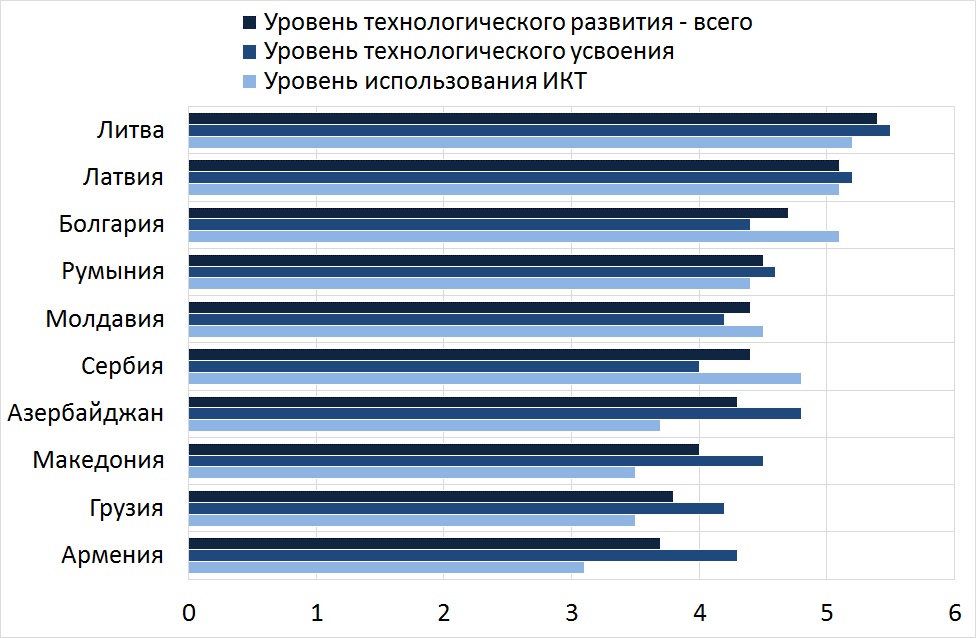 Уровень технологического развития - всего
Уровень технологического усвоения
Уровень использования ИКТ
Литва
Латвия
Болгария
Румыния
Молдавия
Сербия
Азербайджан
Македония
Грузия
Армения
0 1 2 3 4 5 6